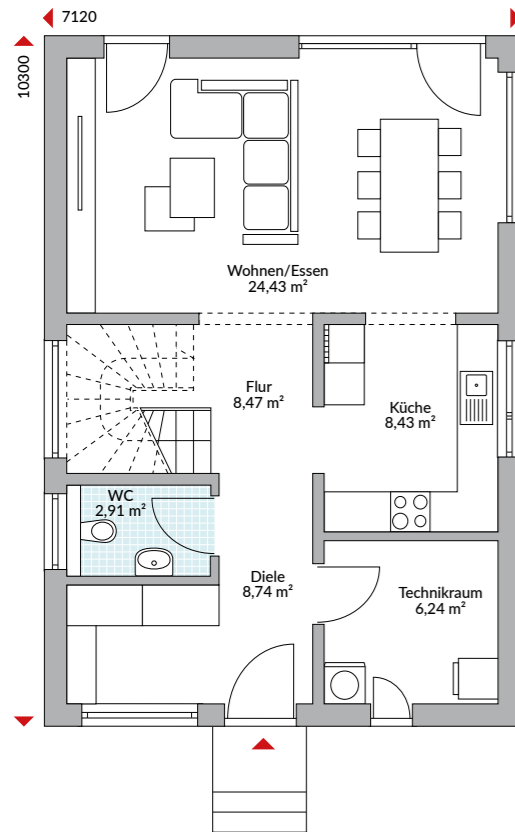 7120
10300
Wohnen/Essen
24,43 m²
Flur
8,47 m²
Küche
8,43 m²
WC
2,91 m²
Diele
8,74 m²
Technikraum
6,24 m²